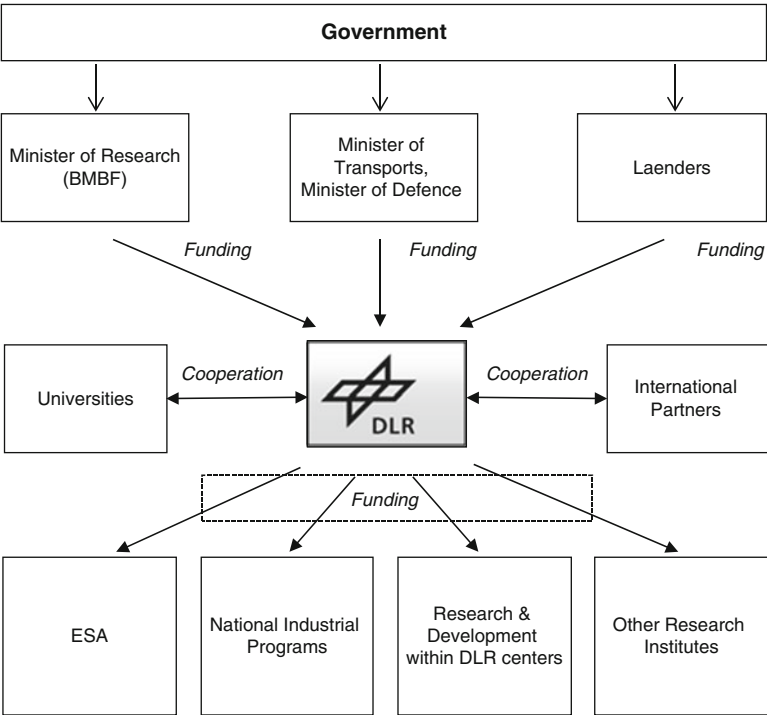 Government
Minister of Research
(BMBF)
Minister of
Transports,
Minister of Defence
Laenders
Funding
Funding
Funding
Universities
Cooperation
DLR
Cooperation
International
Partners
Funding
ESA
National Industrial
Programs
Research &
Development
within DLR centers
Other Research
Institutes